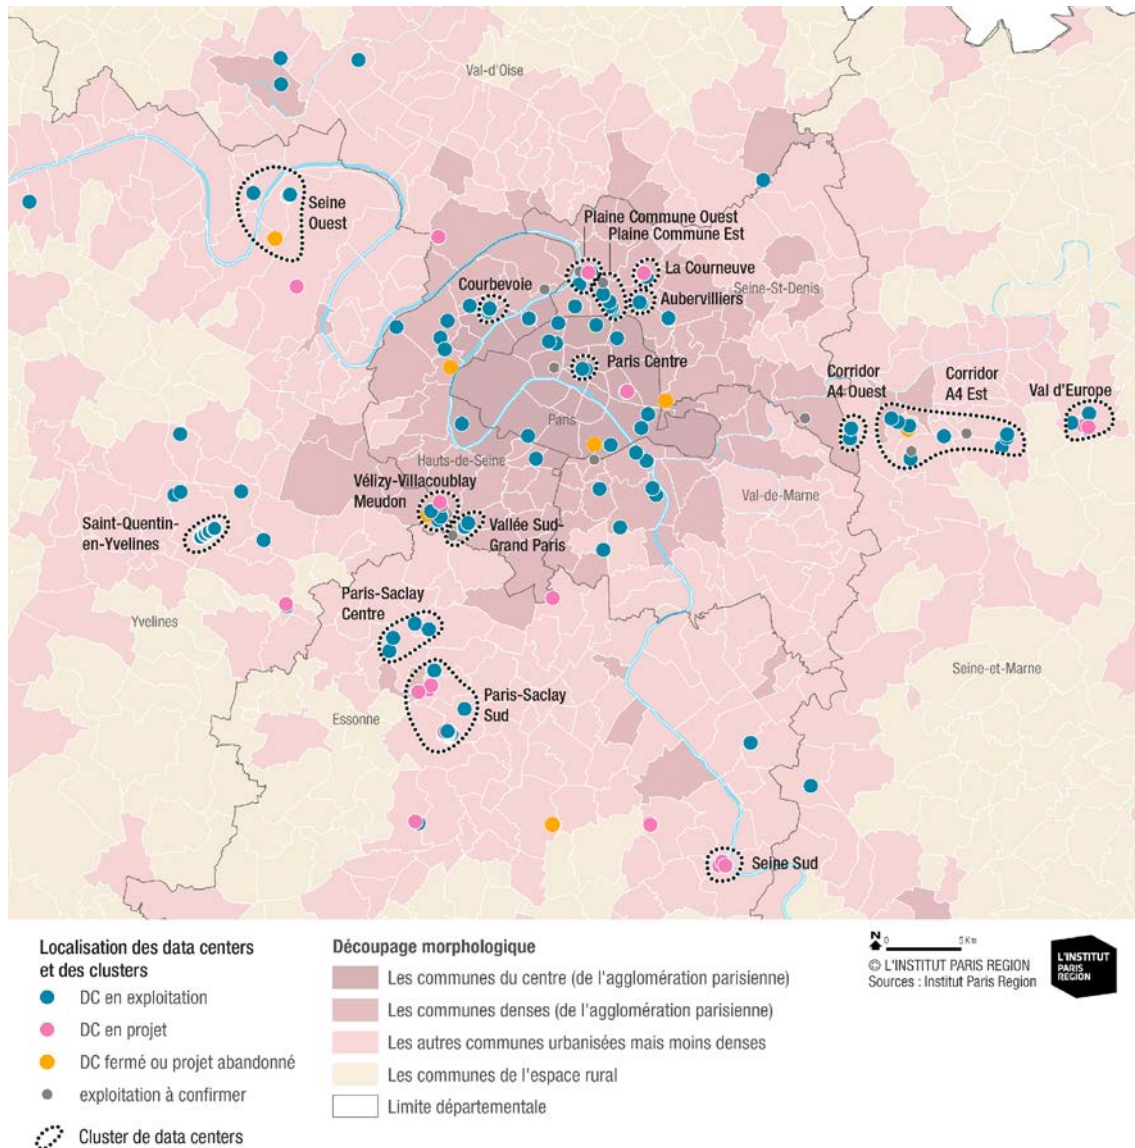 Val-d'Oise
Seine
Ouest
Plaine Commune Ouest
Plaine Commune Est
La Courneuve
Seine-St-Denis
Courbevoie
Aubervilliers
Paris Centre
Corridor
A4 Ouest
Corridor
A4 Est
Val d'Europe
Paris
Hauts-de-Seine
Vélizy-Villacoublay
Meudon
Val-de-Marne
Saint-Quentin-
en-Yvelines
Vallée Sud-
Grand Paris
Paris-Saclay
Centre
Yvelines
Seine-et-Marne
Paris-Saclay
Sud
Essonne
Seine Sud
Localisation des data centers
et des clusters
DC en exploitation
DC en projet
DC fermé ou projet abandonné
exploitation à confirmer
Cluster de data centers
Découpage morphologique
Les communes du centre (de l'agglomération parisienne)
Les communes denses (de l'agglomération parisienne)
Les autres communes urbanisées mais moins denses
Les communes de l'espace rural
Limite départementale
N
0 5 Km
© L'INSTITUT PARIS REGION
Sources : Institut Paris Region
L'INSTITUT
PARIS
REGION